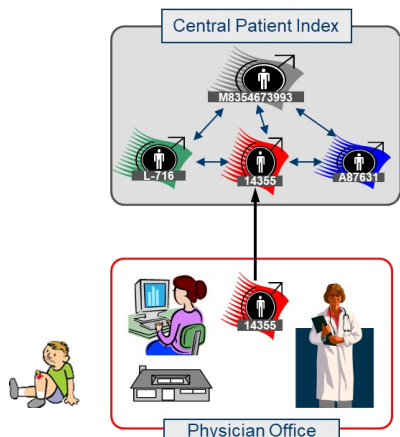 Central Patient Index
M8354673993
L-716
14355
A87631
14355
Physician Office